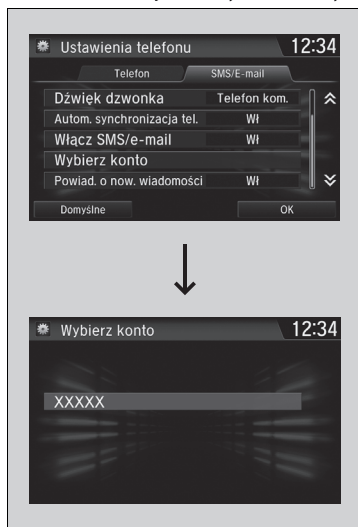 Ustawienia telefonu 12:34
Telefon SMS/E-mail
Dźwięk dzwonka Telefon kom.
Autom. synchronizacja tel. Wł
Włącz SMS/e-mail Wł
Wybierz konto
Powiad. o now. wiadomości Wł
Domyślne OK
Wybierz konto 12:34
XXXXX